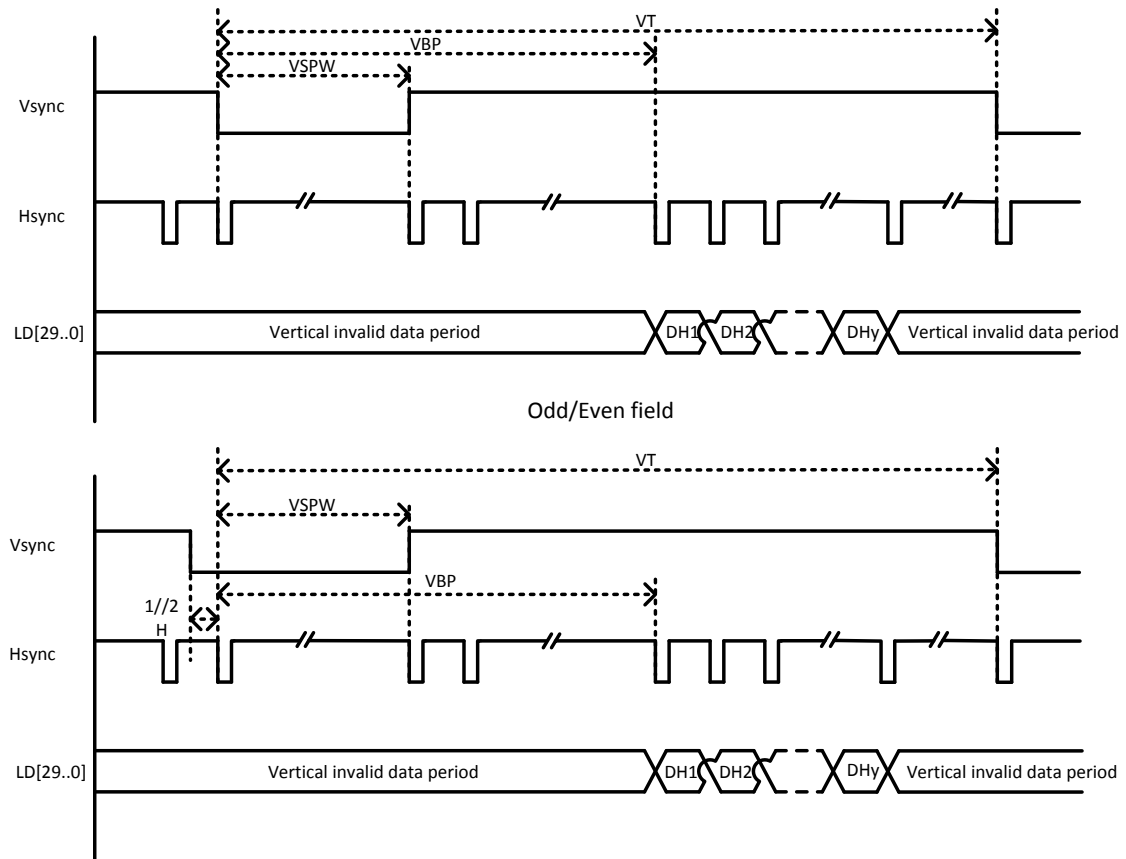 VT
VBP
VSPW
Vsync
Hsync
LD[29..0]
Vertical invalid data period
DH1
DH2
DHy
Vertical invalid data period
Odd/Even field
VT
VSPW
Vsync
VBP
1//2
H
Hsync
LD[29..0]
Vertical invalid data period
DH1
DH2
DHy
Vertical invalid data period